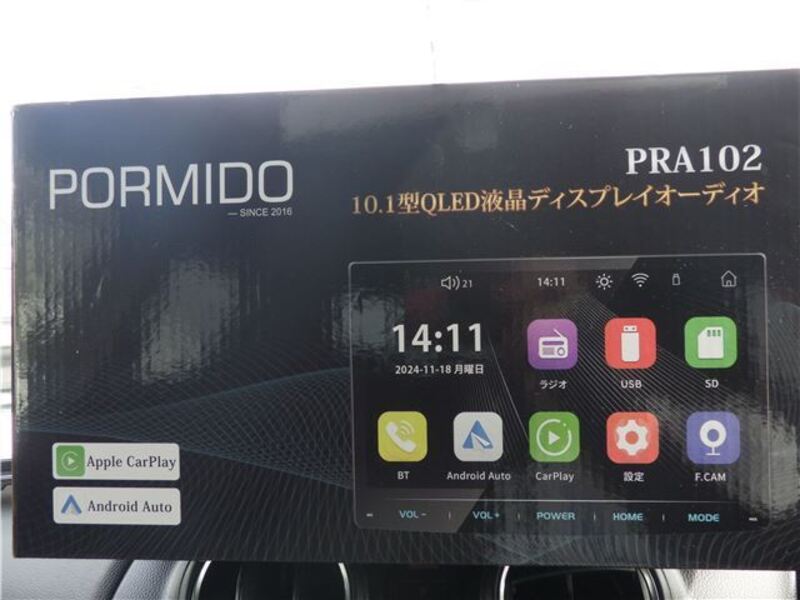 PORMIDO
— SINCE 2016
PRA102
10.1型QLED液晶ディスプレイオーディオ
21
14:11
14:11
2024-11-18 月曜日
ラジオ
USB
SD
BT
Android Auto
CarPlay
設定
F.CAM
VOL -
VOL +
POWER
HOME
MODE
Apple CarPlay
Android Auto